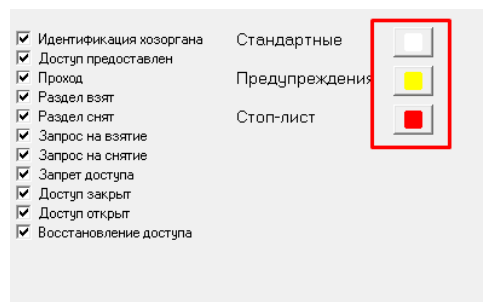 Идентификация хозоргана
Доступ предоставлен
Проход
Раздел взят
Раздел снят
Запрос на взятие
Запрос на снятие
Запрет доступа
Доступ закрыт
Доступ открыт
Восстановление доступа
Стандартные
Предупреждения
Стоп-лист